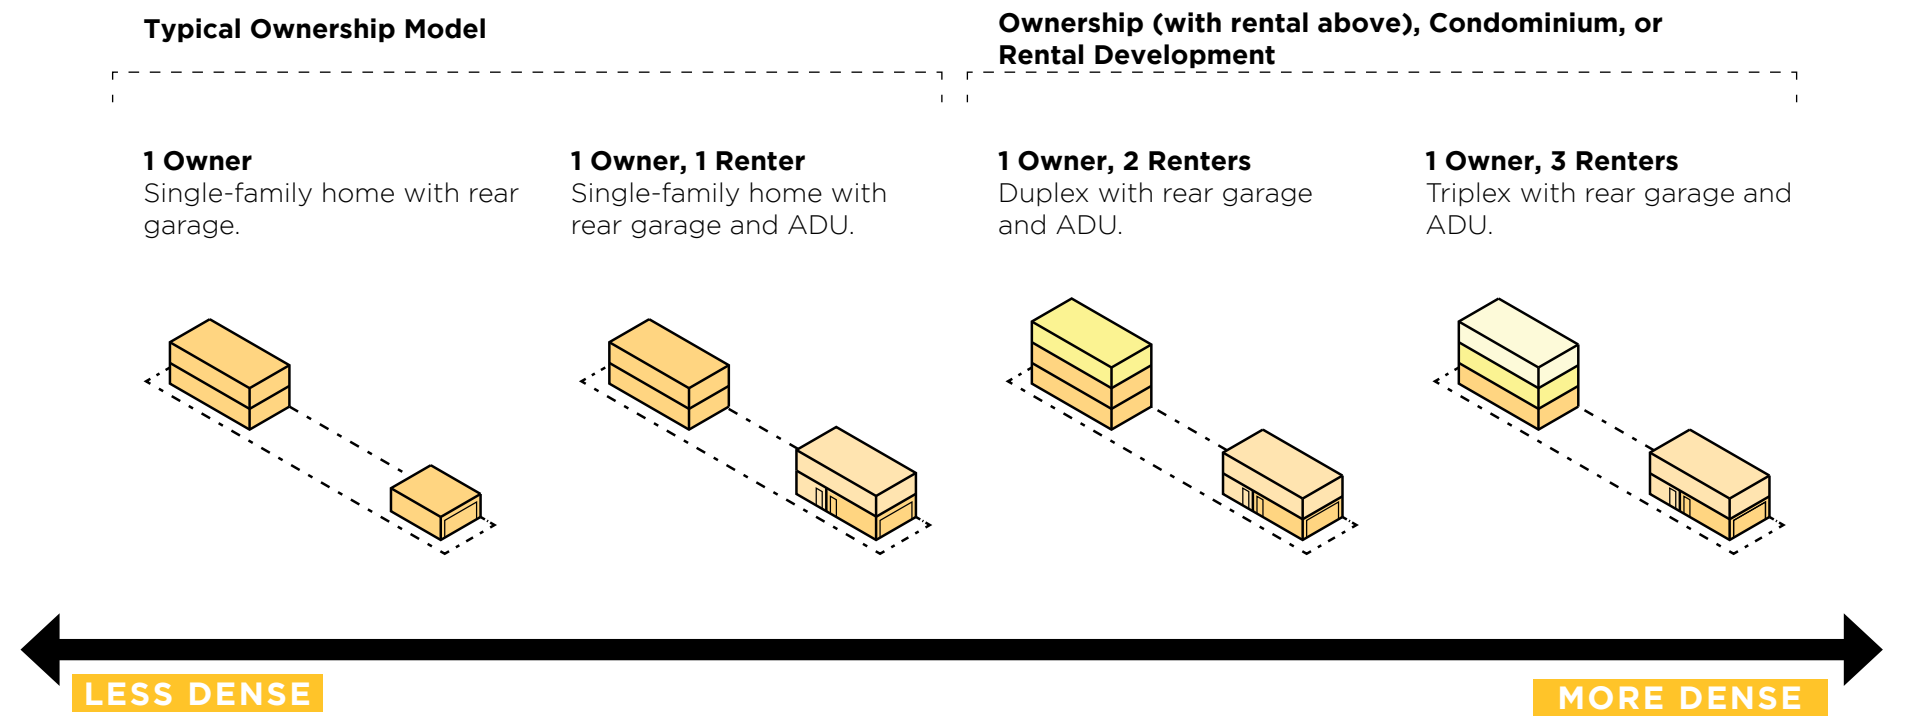 Typical Ownership Model
Ownership (with rental above), Condominium, or
Rental Development
1 Owner
Single-family home with rear
garage.
1 Owner, 1 Renter
Single-family home with
rear garage and ADU.
1 Owner, 2 Renters
Duplex with rear garage
and ADU.
1 Owner, 3 Renters
Triplex with rear garage and
ADU.
LESS DENSE
MORE DENSE